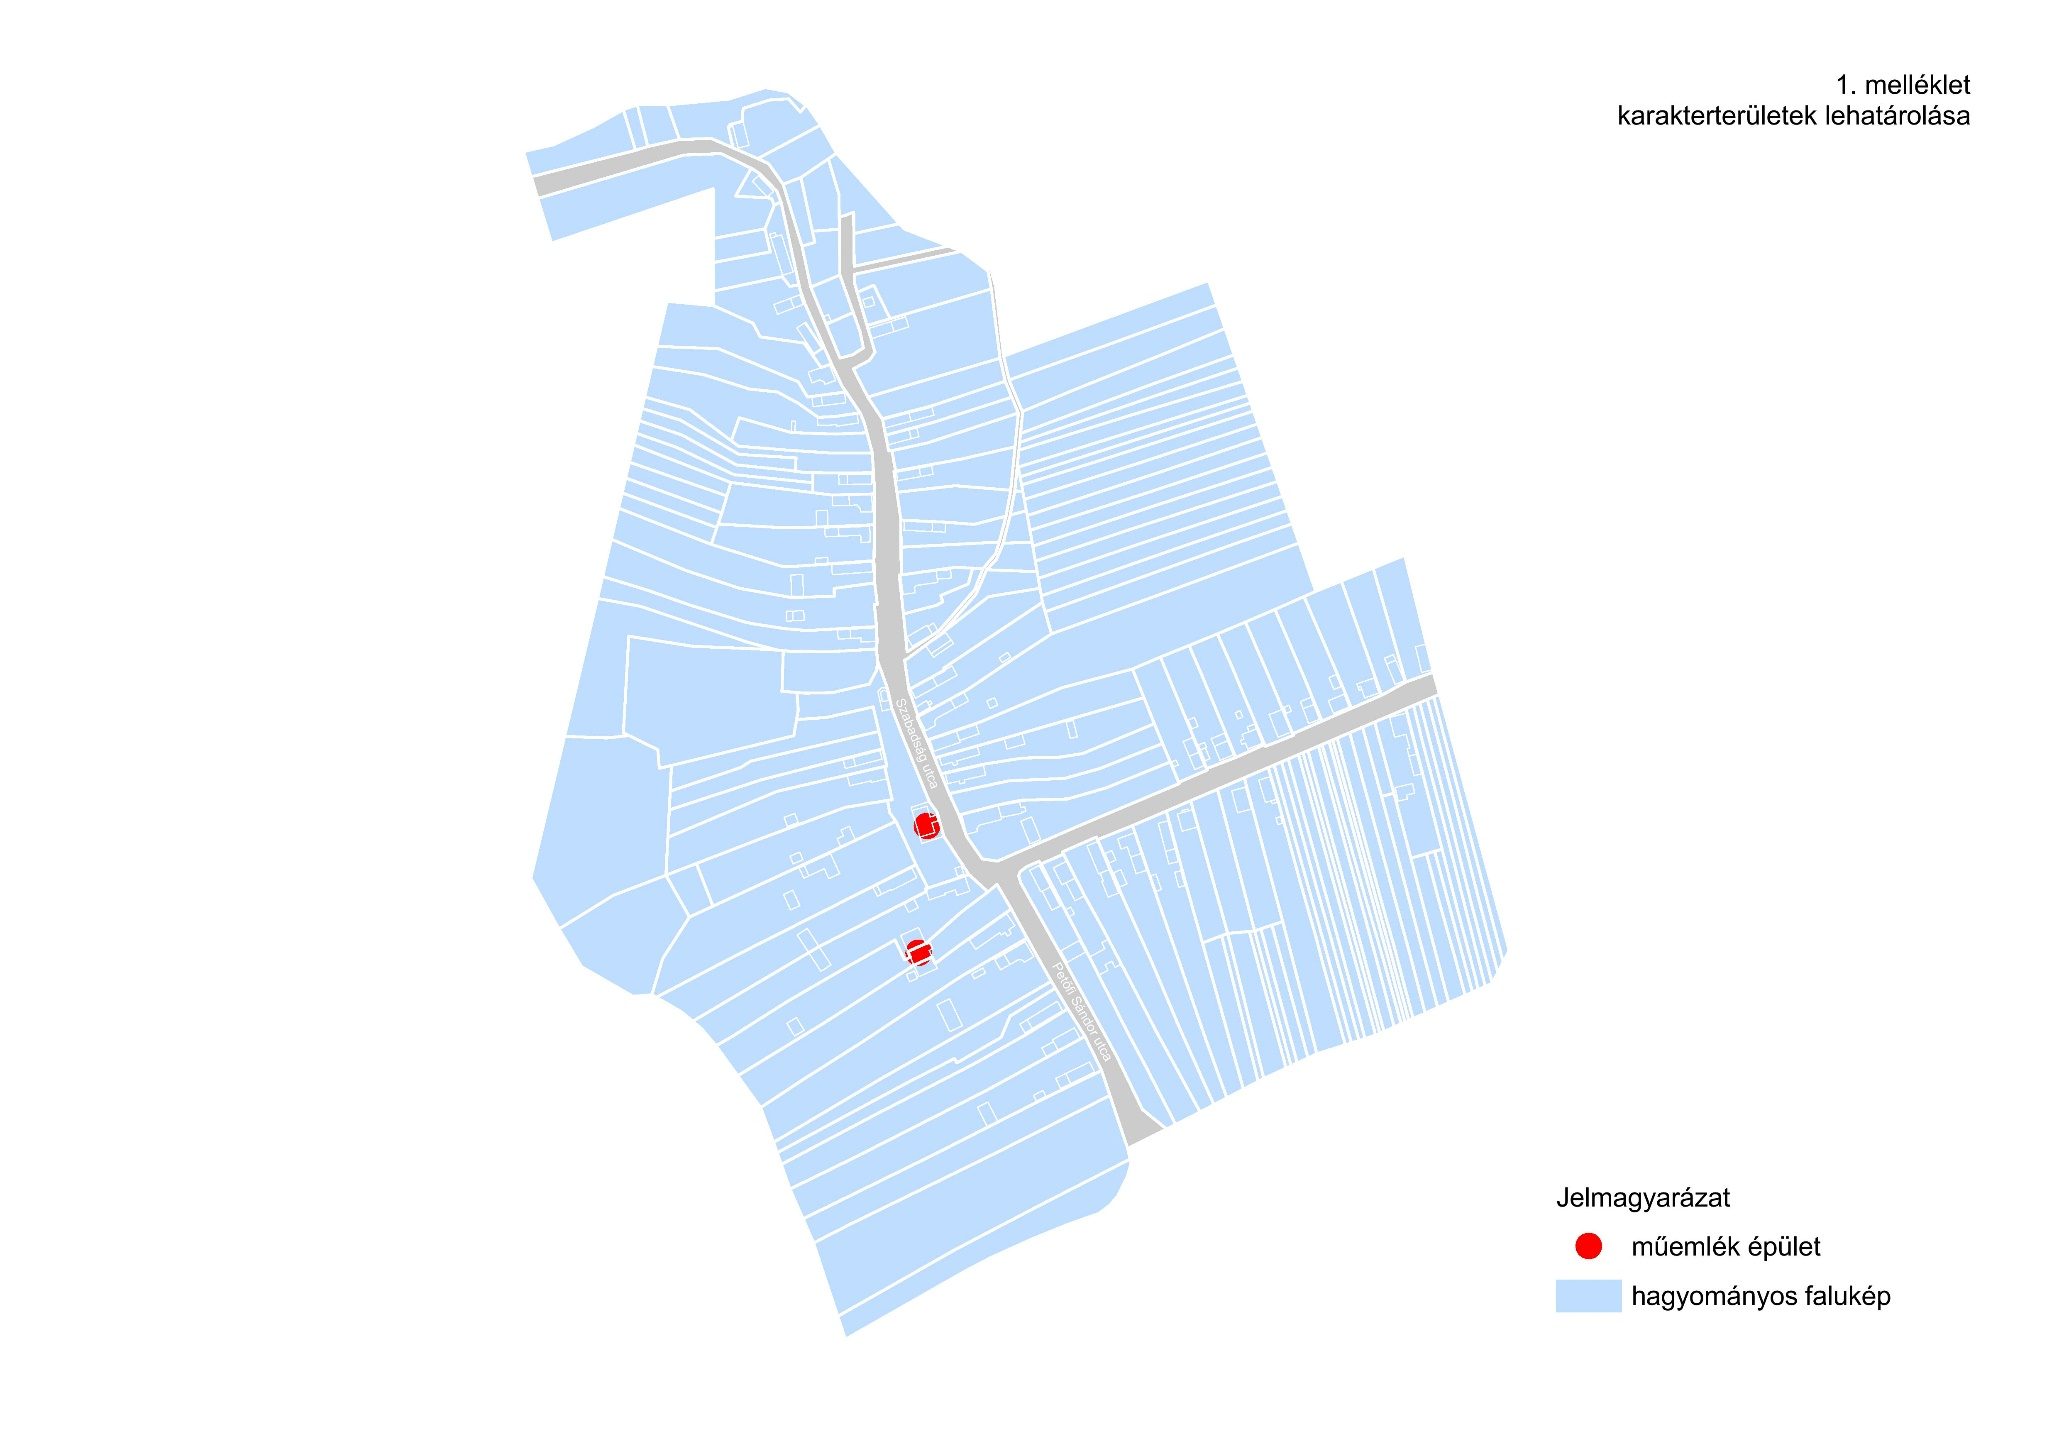 1. melléklet
karakterterületek lehatárolása
Szabadság utca
Petőfi Sándor utca
Jelmagyarázat
műemlék épület
hagyományos falukép